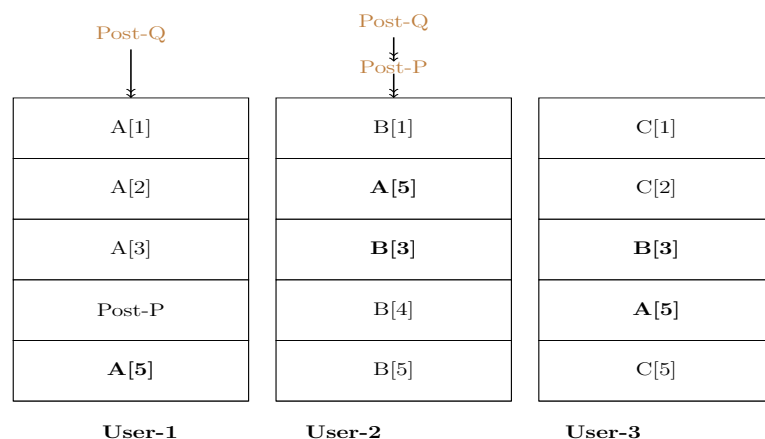 Post-Q
Post-Q
Post-P
A[1]
B[1]
C[1]
A[2]
A[5]
C[2]
A[3]
B[3]
B[3]
Post-P
B[4]
A[5]
A[5]
B[5]
C[5]
User-1
User-2
User-3